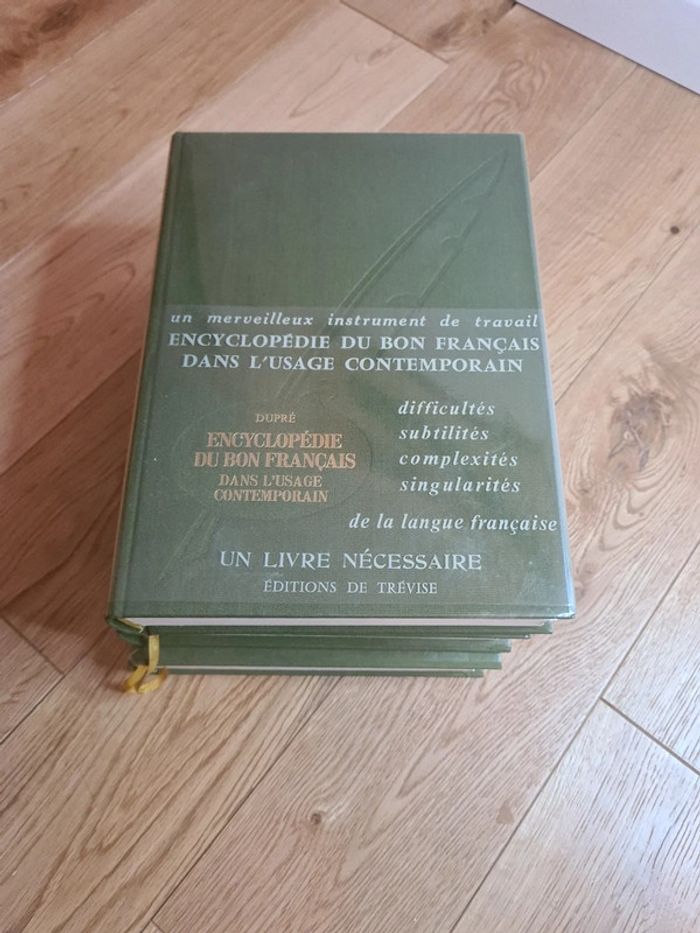 un merveilleux instrument de travail
ENCYCLOPÉDIE DU BON FRANÇAIS
DANS L'USAGE CONTEMPORAIN
DUPRÉ
ENCYCLOPÉDIE
DU BON FRANÇAIS
DANS L'USAGE
CONTEMPORAIN
difficultés
subtilités
complexités
singularités
de la langue française
UN LIVRE NÉCESSAIRE
ÉDITIONS DE TRÉVISE